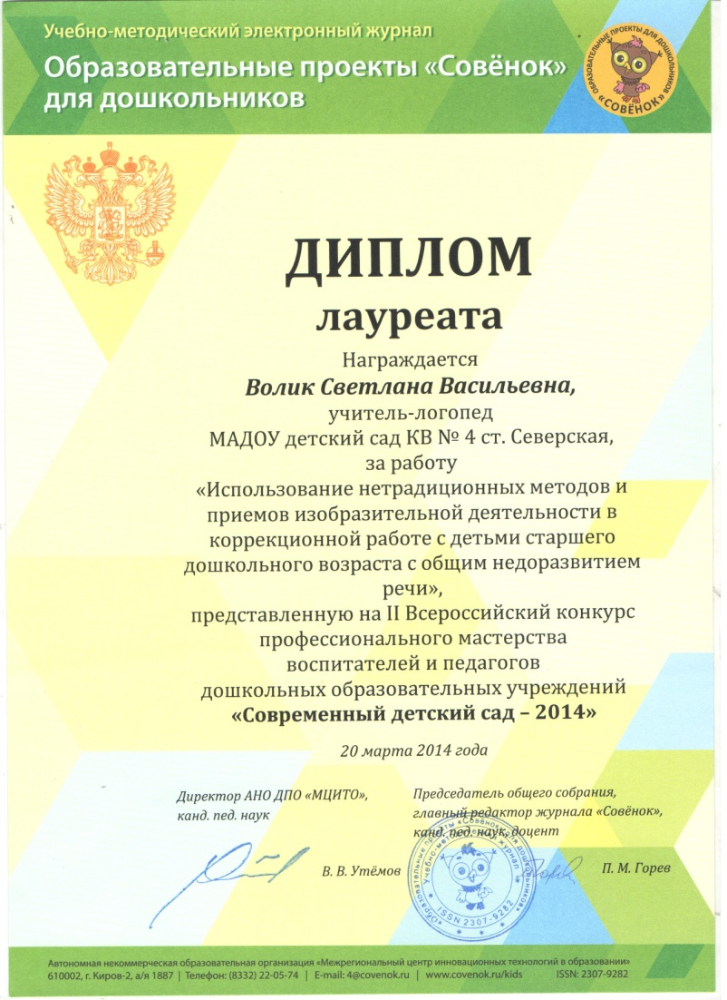 Учебно-методический электронный журнал
Образовательные проекты «Совёнок»
для дошкольников
ОБРАЗОВАТЕЛЬНЫЕ ПРОЕКТЫ ДЛЯ ДОШКОЛЬНИКОВ
«СОВЁНОК»
ДИПЛОМ
лауреата
Награждается
Волик Светлана Васильевна,
учитель-логопед
МАДОУ детский сад КВ № 4 ст. Северская,
за работу
«Использование нетрадиционных методов и
приемов изобразительной деятельности в
коррекционной работе с детьми старшего
дошкольного возраста с общим недоразвитием
речи»,
представленную на II Всероссийский конкурс
профессионального мастерства
воспитателей и педагогов
дошкольных образовательных учреждений
«Современный детский сад – 2014»
20 марта 2014 года
Директор АНО ДПО «МЦИТО»,
канд. пед. наук
В. В. Утёмов
Председатель общего собрания,
главный редактор журнала «Совёнок»,
канд. пед. наук, доцент
П. М. Горев
«Образовательные проекты «Совёнок» для дошкольников»
Учебно-методический журнал
ISSN 2307-9282
Автономная некоммерческая образовательная организация «Межрегиональный центр инновационных технологий в образовании»
610002, г. Киров-2, а/я 1887 | Телефон: (8332) 22-05-74 | E-mail: 4@covenok.ru | www.covenok.ru/kids ISSN: 2307-9282